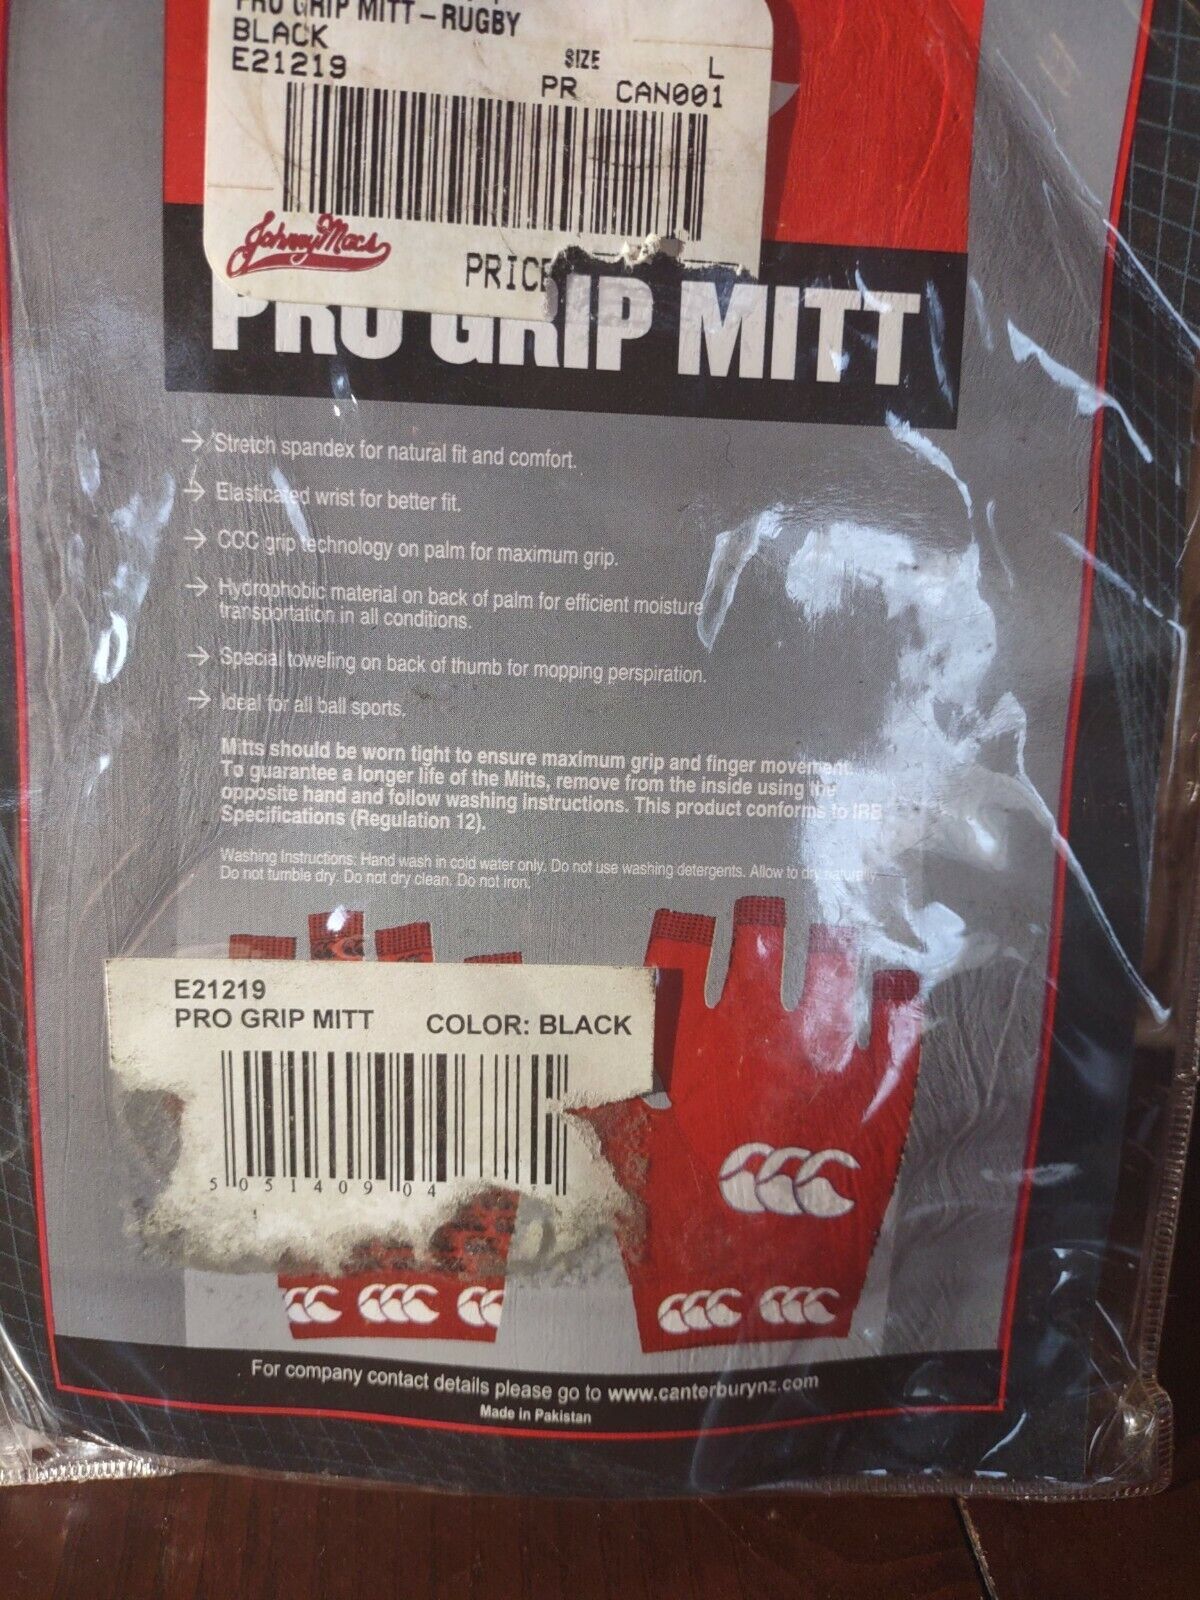 PRO GRIP MITT – RUGBY
BLACK
SIZE L
E21219
PR CAN001
Johnny Macs
PRICE
PRO GRIP MITT
→ Stretch spandex for natural fit and comfort.
→ Elasticated wrist for better fit.
→ CCC grip technology on palm for maximum grip.
→ Hydrophobic material on back of palm for efficient moisture
transportation in all conditions.
→ Special toweling on back of thumb for mopping perspiration.
→ Ideal for all ball sports.
Mitts should be worn tight to ensure maximum grip and finger movement.
To guarantee a longer life of the Mitts, remove from the inside using the
opposite hand and follow washing instructions. This product conforms to IRB
Specifications (Regulation 12).
Washing Instructions: Hand wash in cold water only. Do not use washing detergents. Allow to dry naturally.
Do not tumble dry. Do not dry clean. Do not iron.
E21219
PRO GRIP MITT COLOR: BLACK
5 051409 04
For company contact details please go to www.canterburynz.com
Made in Pakistan